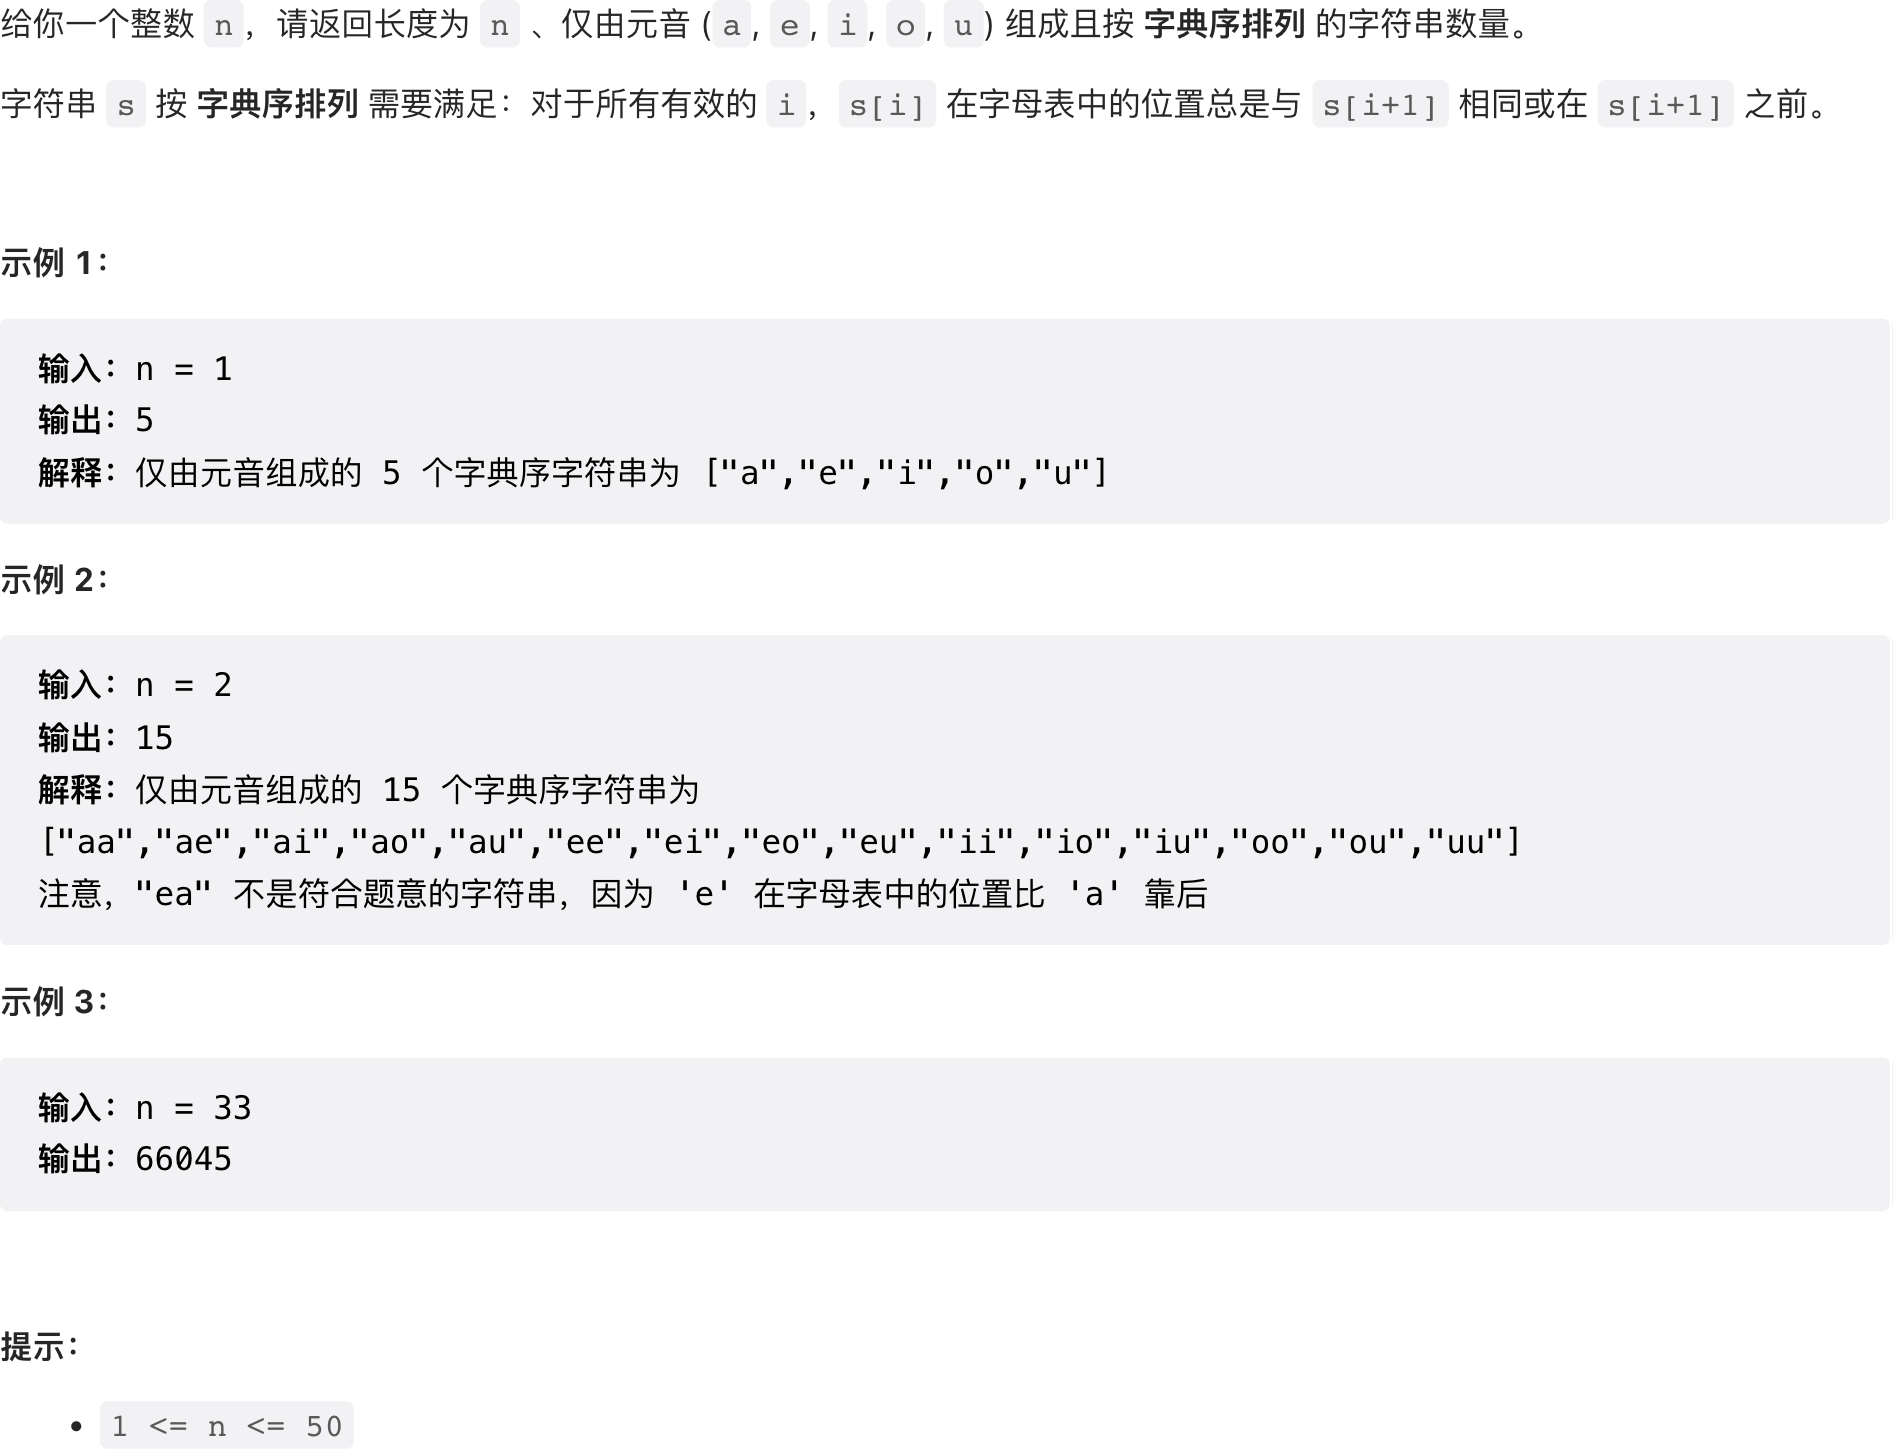 给你一个整数 n，请返回长度为 n 、仅由元音 (a, e, i, o, u) 组成且按 字典序排列 的字符串数量。
字符串 s 按 字典序排列 需要满足：对于所有有效的 i，s[i] 在字母表中的位置总是与 s[i+1] 相同或在 s[i+1] 之前。
示例 1：
输入：n = 1
输出：5
解释：仅由元音组成的 5 个字典序字符串为 ["a","e","i","o","u"]
示例 2：
输入：n = 2
输出：15
解释：仅由元音组成的 15 个字典序字符串为
["aa","ae","ai","ao","au","ee","ei","eo","eu","ii","io","iu","oo","ou","uu"]
注意，"ea" 不是符合题意的字符串，因为 'e' 在字母表中的位置比 'a' 靠后
示例 3：
输入：n = 33
输出：66045
提示：
• 1 <= n <= 50